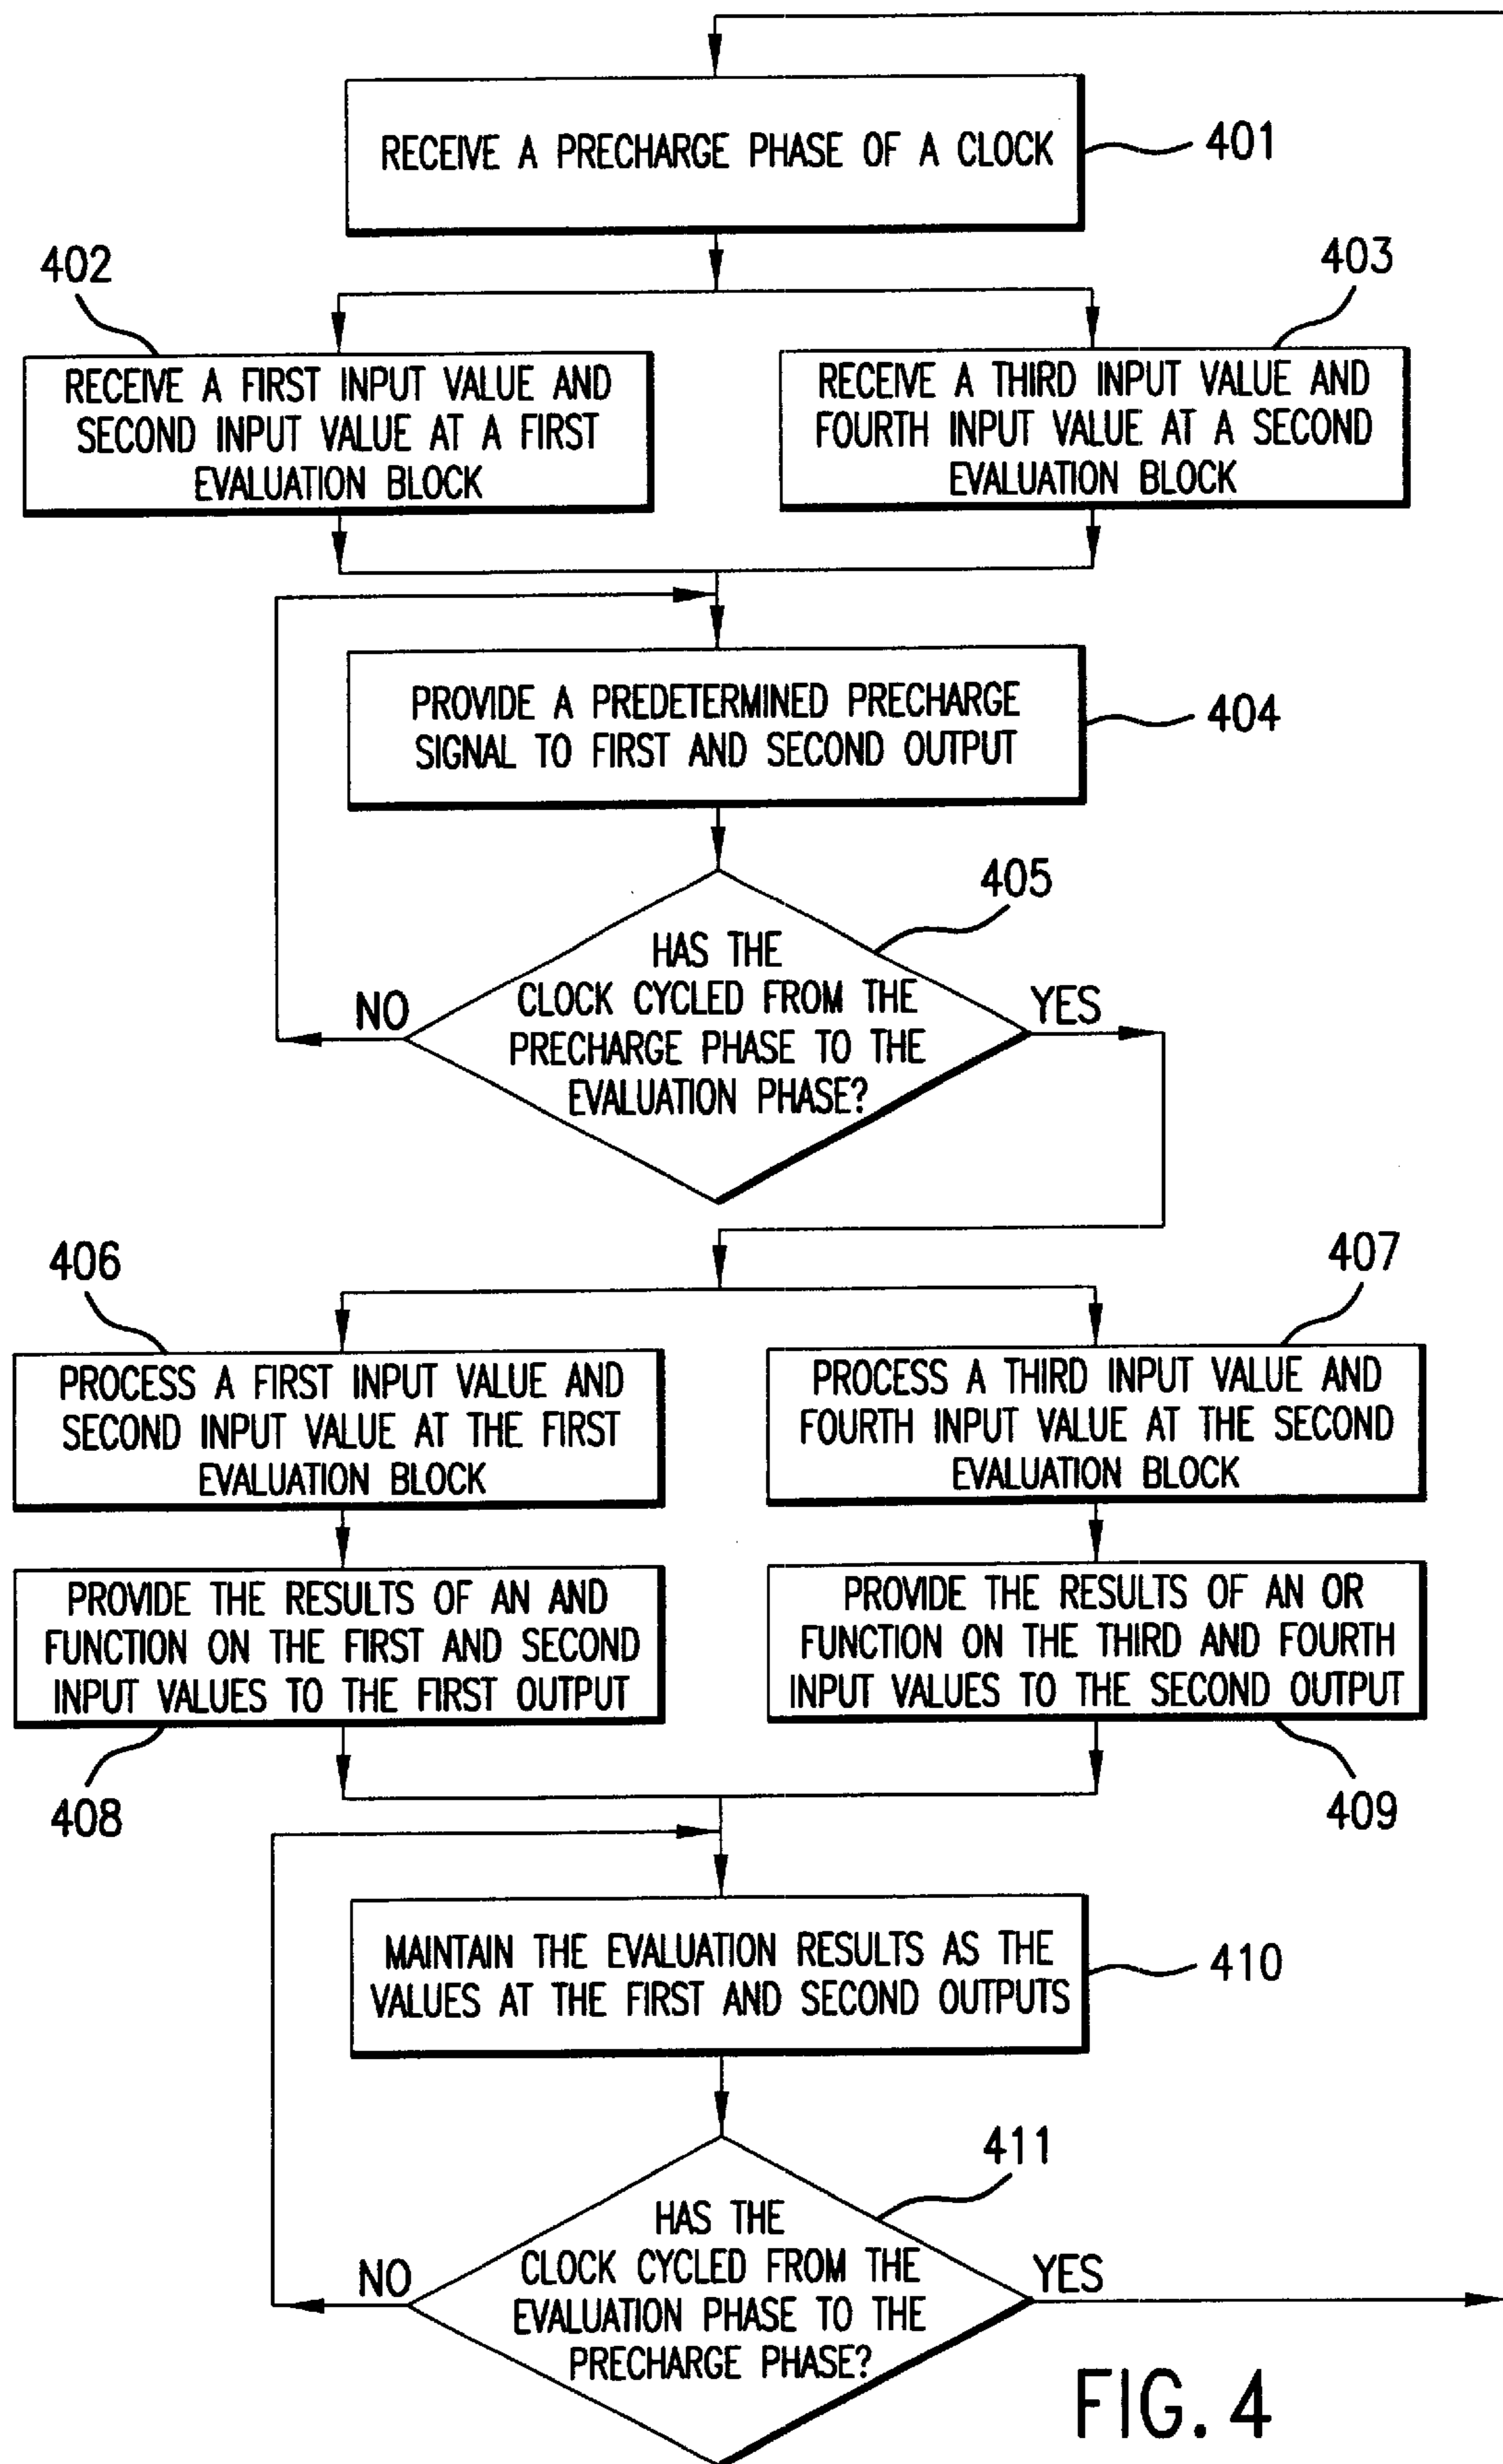 RECEIVE A PRECHARGE PHASE OF A CLOCK
401
402
403
RECEIVE A FIRST INPUT VALUE AND
SECOND INPUT VALUE AT A FIRST
EVALUATION BLOCK
RECEIVE A THIRD INPUT VALUE AND
FOURTH INPUT VALUE AT A SECOND
EVALUATION BLOCK
PROVIDE A PREDETERMINED PRECHARGE
SIGNAL TO FIRST AND SECOND OUTPUT
404
405
HAS THE
CLOCK CYCLED FROM THE
PRECHARGE PHASE TO THE
EVALUATION PHASE?
NO
YES
406
407
PROCESS A FIRST INPUT VALUE AND
SECOND INPUT VALUE AT THE FIRST
EVALUATION BLOCK
PROCESS A THIRD INPUT VALUE AND
FOURTH INPUT VALUE AT THE SECOND
EVALUATION BLOCK
PROVIDE THE RESULTS OF AN AND
FUNCTION ON THE FIRST AND SECOND
INPUT VALUES TO THE FIRST OUTPUT
PROVIDE THE RESULTS OF AN OR
FUNCTION ON THE THIRD AND FOURTH
INPUT VALUES TO THE SECOND OUTPUT
408
409
MAINTAIN THE EVALUATION RESULTS AS THE
VALUES AT THE FIRST AND SECOND OUTPUTS
410
411
HAS THE
CLOCK CYCLED FROM THE
EVALUATION PHASE TO THE
PRECHARGE PHASE?
NO
YES
FIG. 4